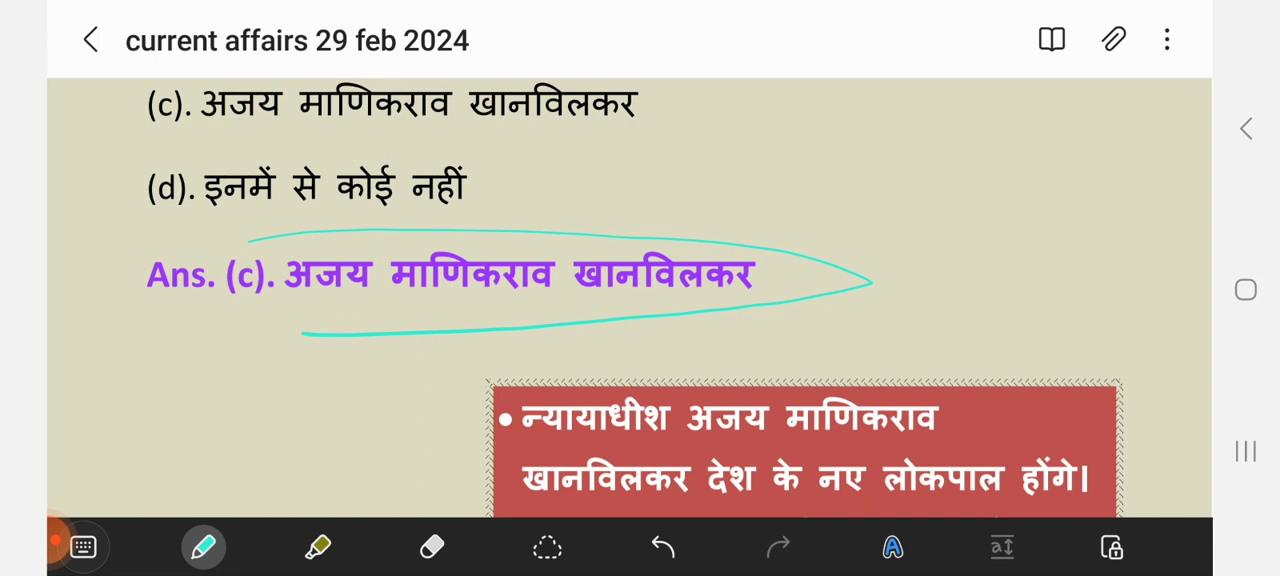 current affairs 29 feb 2024
(c). अजय माणिकराव खानविलकर
(d). इनमें से कोई नहीं
Ans. (c). अजय माणिकराव खानविलकर
• न्यायाधीश अजय माणिकराव
खानविलकर देश के नए लोकपाल होंगे।